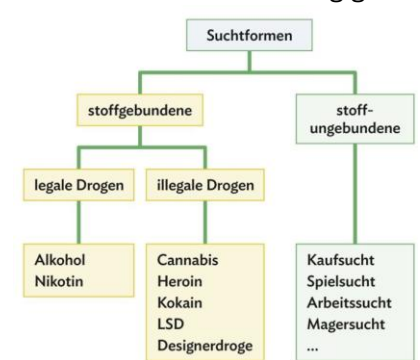 Suchtformen
stoffgebundene
stoff-
ungebundene
legale Drogen
illegale Drogen
Alkohol
Nikotin
Cannabis
Heroin
Kokain
LSD
Designerdroge
Kaufsucht
Spielsucht
Arbeitssucht
Magersucht
...